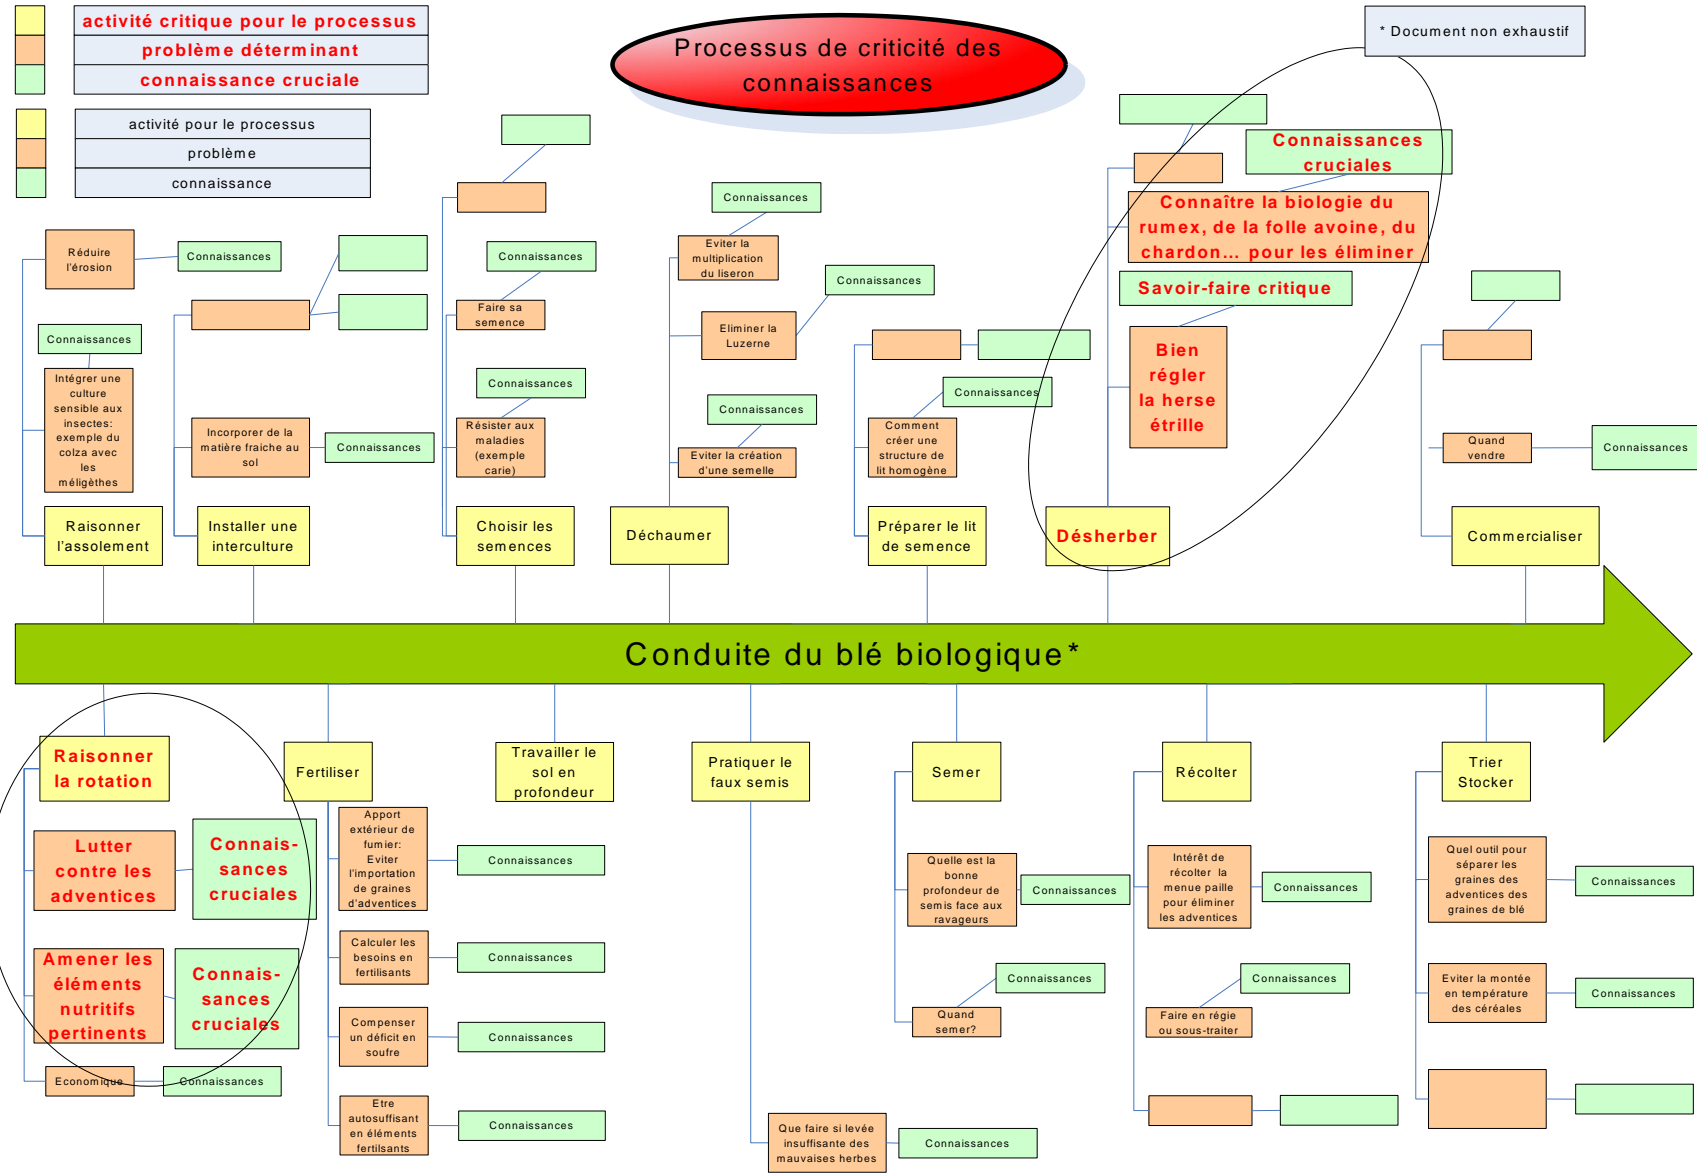 activité critique pour le processus
problème déterminant
connaissance cruciale
activité pour le processus
problème
connaissance
Processus de criticité des
connaissances
* Document non exhaustif
Réduire
l'érosion
Connaissances
Connaissances
Intégrer une
culture
sensible aux
insectes:
exemple du
colza avec
les
méligèthes
Raisonner
l'assolement
Incorporer de la
matière fraiche au
sol
Connaissances
Installer une
interculture
Connaissances
Faire sa
semence
Connaissances
Résister aux
maladies
(exemple
carie)
Choisir les
semences
Connaissances
Eviter la
multiplication
du liseron
Connaissances
Eliminer la
Luzerne
Connaissances
Eviter la création
d'une semelle
Déchaumer
Connaissances
Comment
créer une
structure de
lit homogène
Préparer le lit
de semence
Connaissances
cruciales
Connaître la biologie du
rumex, de la folle avoine, du
chardon... pour les éliminer
Savoir-faire critique
Bien
régler
la herse
étrille
Désherber
Quand
vendre
Connaissances
Commercialiser
Conduite du blé biologique*
Raisonner
la rotation
Lutter
contre les
adventices
Connais-
sances
cruciales
Amener les
éléments
nutritifs
pertinents
Connais-
sances
cruciales
Economique
Connaissances
Fertiliser
Apport
extérieur de
fumier:
Eviter
l'importation
de graines
d'adventices
Connaissances
Calculer les
besoins en
fertilisants
Connaissances
Compenser
un déficit en
soufre
Connaissances
Etre
autosuffisant
en éléments
fertilsants
Connaissances
Travailler le
sol en
profondeur
Pratiquer le
faux semis
Que faire si levée
insuffisante des
mauvaises herbes
Connaissances
Semer
Quelle est la
bonne
profondeur de
semis face aux
ravageurs
Connaissances
Connaissances
Quand
semer?
Récolter
Intérêt de
récolter la
menue paille
pour éliminer
les adventices
Connaissances
Connaissances
Faire en régie
ou sous-traiter
Trier
Stocker
Quel outil pour
séparer les
graines des
adventices des
graines de blé
Connaissances
Eviter la montée
en température
des céréales
Connaissances